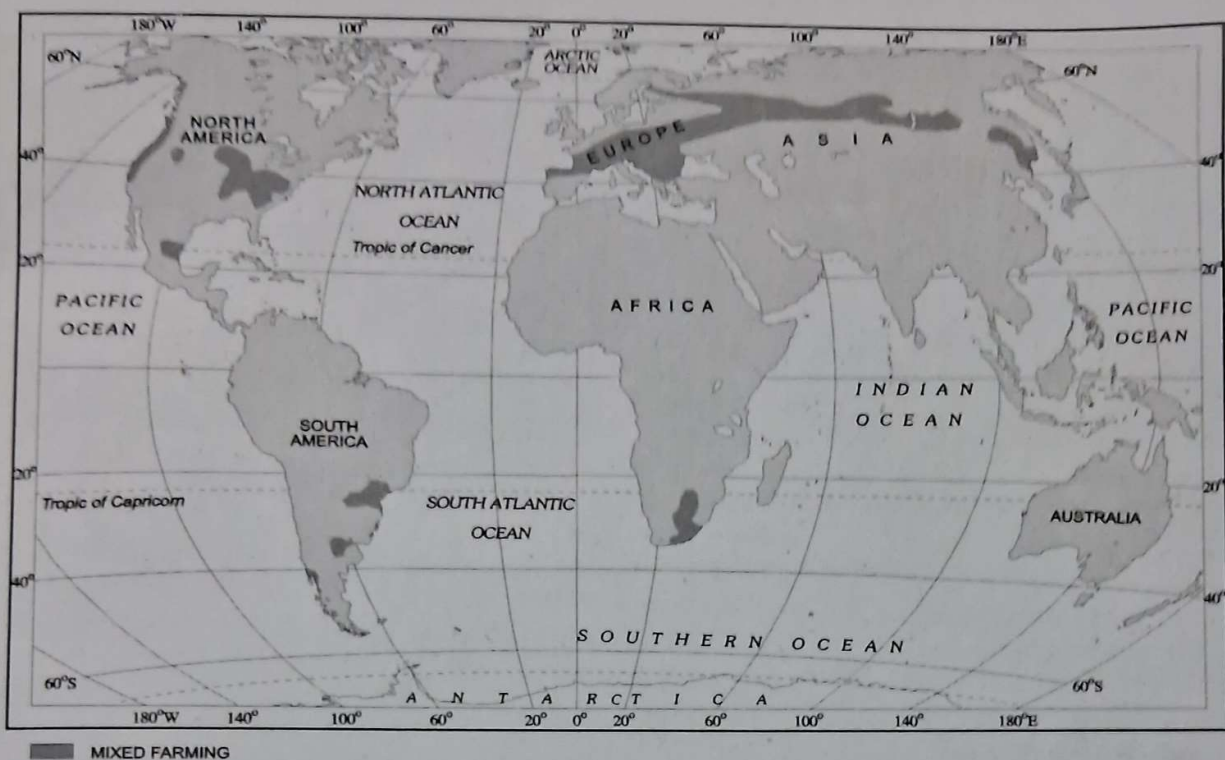 180°W 140° 100° 60° 20° 0° 20° 60° 100° 140° 180°E
ARCTIC
OCEAN
60°N
60°N
NORTH
AMERICA
EUROPE
ASIA
40°
40°
NORTH ATLANTIC
OCEAN
Tropic of Cancer
20°
20°
PACIFIC
OCEAN
AFRICA
PACIFIC
OCEAN
INDIAN
OCEAN
SOUTH
AMERICA
20°
20°
Tropic of Capricorn
SOUTH ATLANTIC
OCEAN
AUSTRALIA
40°
40°
SOUTHERN OCEAN
60°S
60°S
ANTARCTICA
180°W 140° 100° 60° 20° 0° 20° 60° 100° 140° 180°E
MIXED FARMING